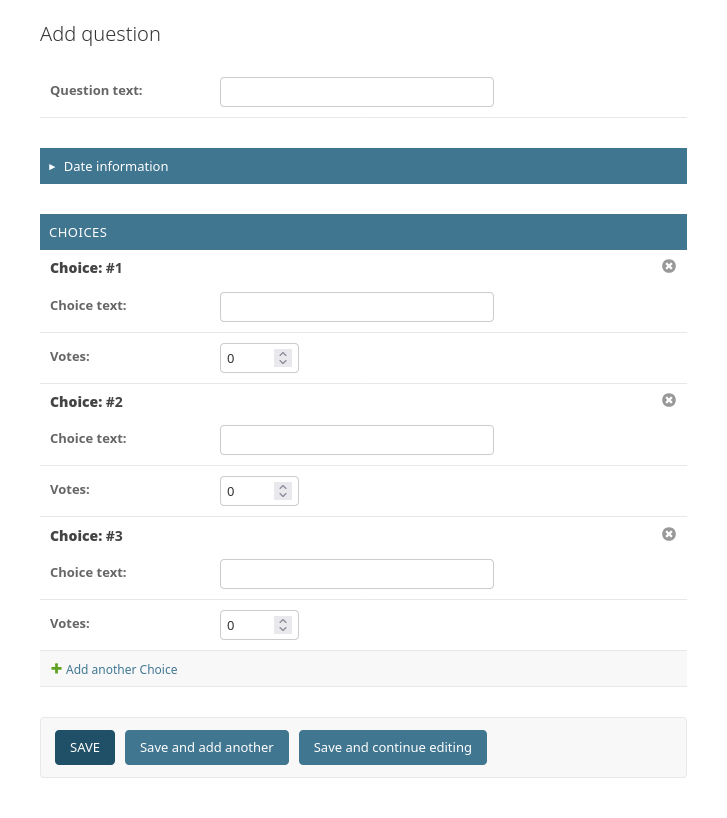 Add question
Question text:
▸ Date information
CHOICES
Choice: #1
Choice text:
Votes: 0
Choice: #2
Choice text:
Votes: 0
Choice: #3
Choice text:
Votes: 0
Add another Choice
SAVE Save and add another Save and continue editing